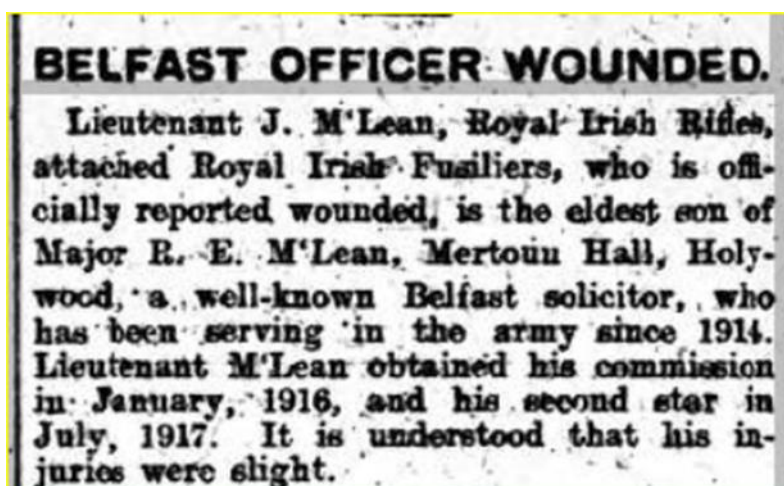 BELFAST OFFICER WOUNDED.
Lieutenant J. M‘Lean, Royal Irish Rifles,
attached Royal Irish Fusiliers, who is offi-
cially reported wounded, is the eldest son of
Major R. E. M‘Lean, Mertoun Hall, Holy-
wood, a well-known Belfast solicitor, who
has been serving in the army since 1914.
Lieutenant M‘Lean obtained his commission
in January, 1916, and his second star in
July, 1917. It is understood that his in-
juries were slight.